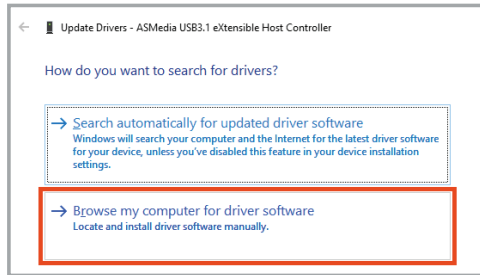 Update Drivers - ASMedia USB3.1 eXtensible Host Controller
How do you want to search for drivers?
Search automatically for updated driver software
Windows will search your computer and the Internet for the latest driver software
for your device, unless you've disabled this feature in your device installation
settings.
Browse my computer for driver software
Locate and install driver software manually.